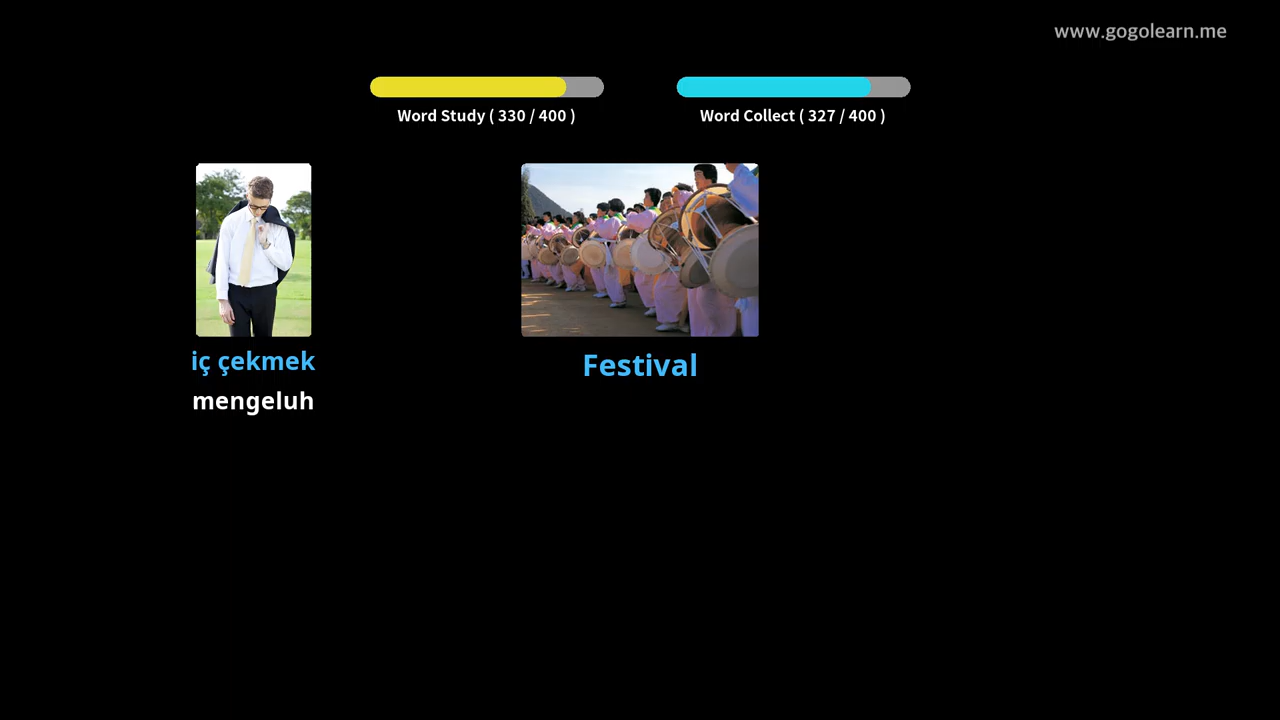 www.gogolearn.me
Word Study ( 330 / 400 )
Word Collect ( 327 / 400 )
iç çekmek
mengeluh
Festival